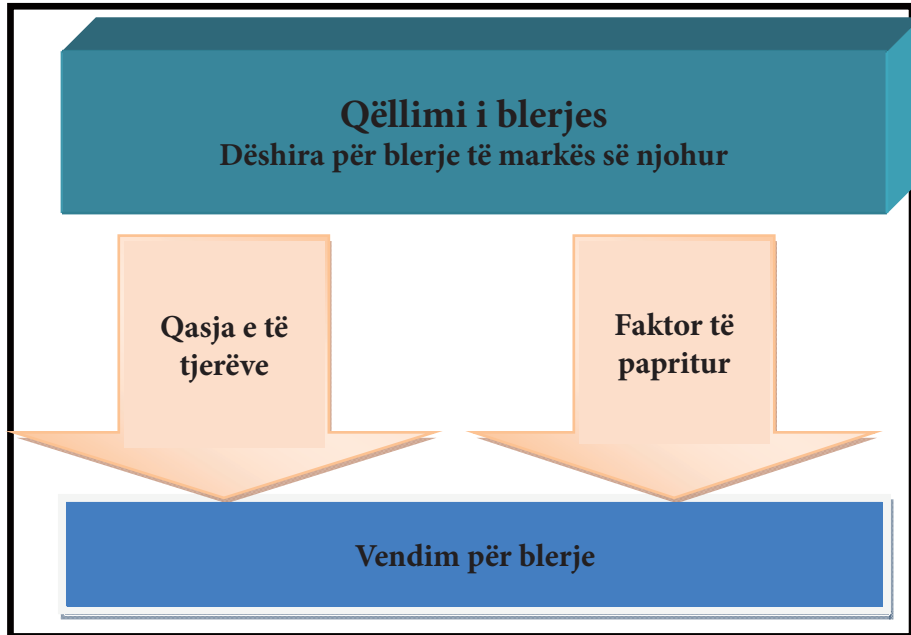 Qëllimi i blerjes
Dëshira për blerje të markës së njohur
Qasja e të
tjerëve
Faktor të
papritur
Vendim për blerje